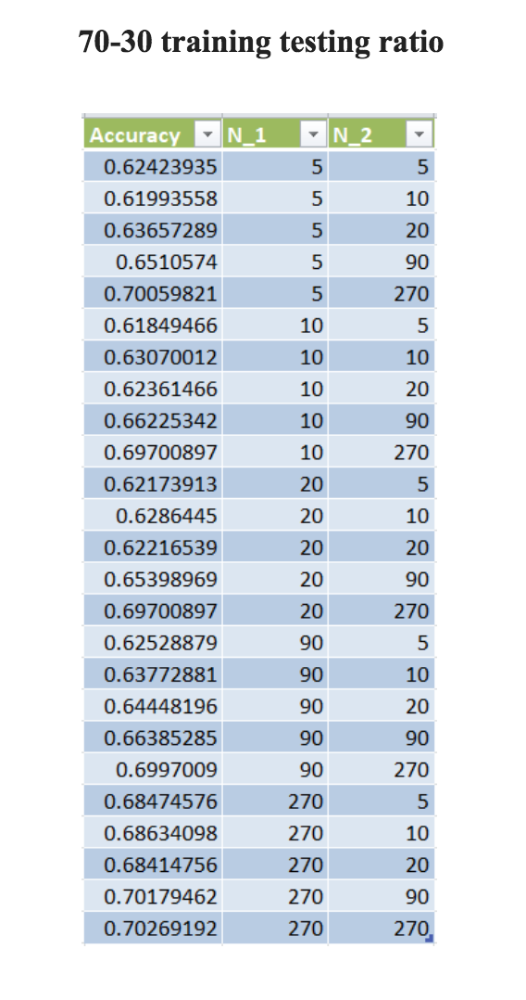 70-30 training testing ratio
Accuracy N_1 N_2
0.62423935 5 5
0.61993558 5 10
0.63657289 5 20
0.6510574 5 90
0.70059821 5 270
0.61849466 10 5
0.63070012 10 10
0.62361466 10 20
0.66225342 10 90
0.69700897 10 270
0.62173913 20 5
0.6286445 20 10
0.62216539 20 20
0.65398969 20 90
0.69700897 20 270
0.62528879 90 5
0.63772881 90 10
0.64448196 90 20
0.66385285 90 90
0.6997009 90 270
0.68474576 270 5
0.68634098 270 10
0.68414756 270 20
0.70179462 270 90
0.70269192 270 270